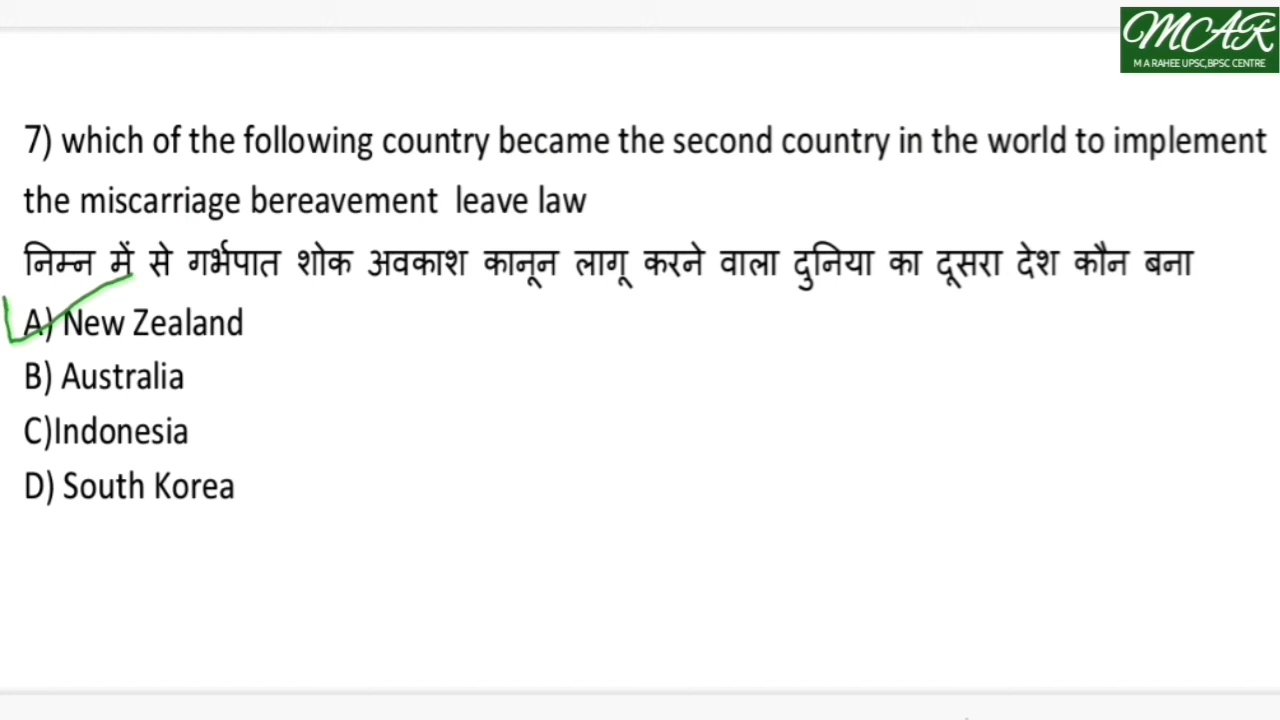 MCAR
M A RAHEE UPSC,BPSC CENTRE
7) which of the following country became the second country in the world to implement
the miscarriage bereavement leave law
निम्न में से गर्भपात शोक अवकाश कानून लागू करने वाला दुनिया का दूसरा देश कौन बना
A) New Zealand
B) Australia
C)Indonesia
D) South Korea